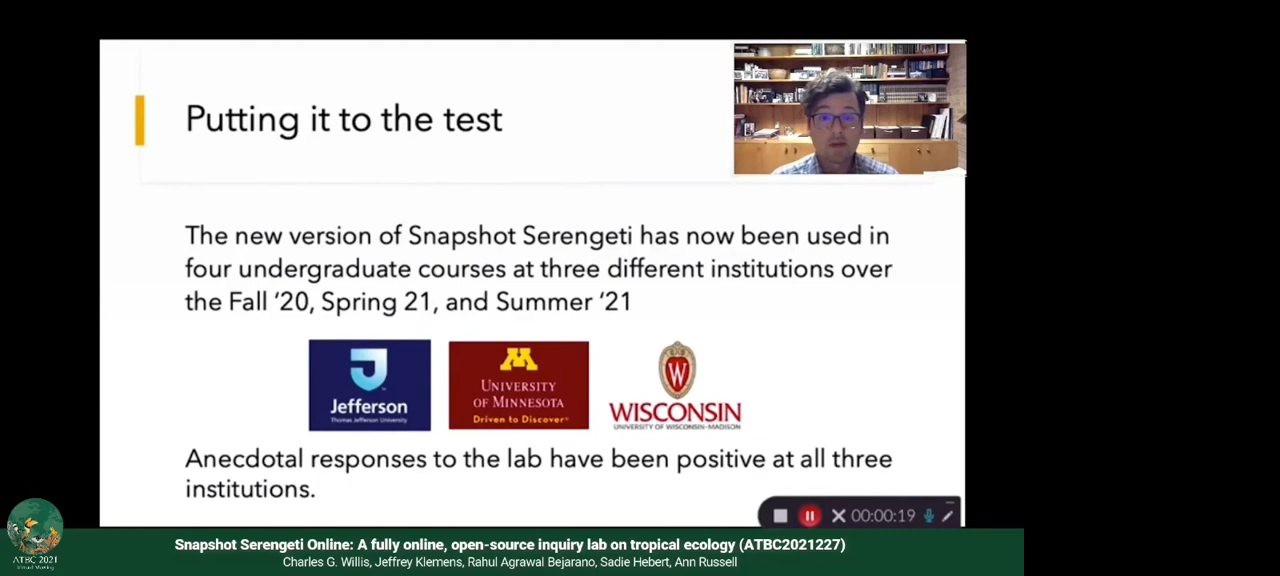 Putting it to the test
The new version of Snapshot Serengeti has now been used in
four undergraduate courses at three different institutions over
the Fall '20, Spring 21, and Summer '21
Jefferson
Thomas Jefferson University
UNIVERSITY
OF MINNESOTA
Driven to Discover
W
WISCONSIN
UNIVERSITY OF WISCONSIN-MADISON
Anecdotal responses to the lab have been positive at all three
institutions.
00:00:19
ATBC 2021
Snapshot Serengeti Online: A fully online, open-source inquiry lab on tropical ecology (ATBC2021227)
Charles G. Willis, Jeffrey Klemens, Rahul Agrawal Bejarano, Sadie Hebert, Ann Russell